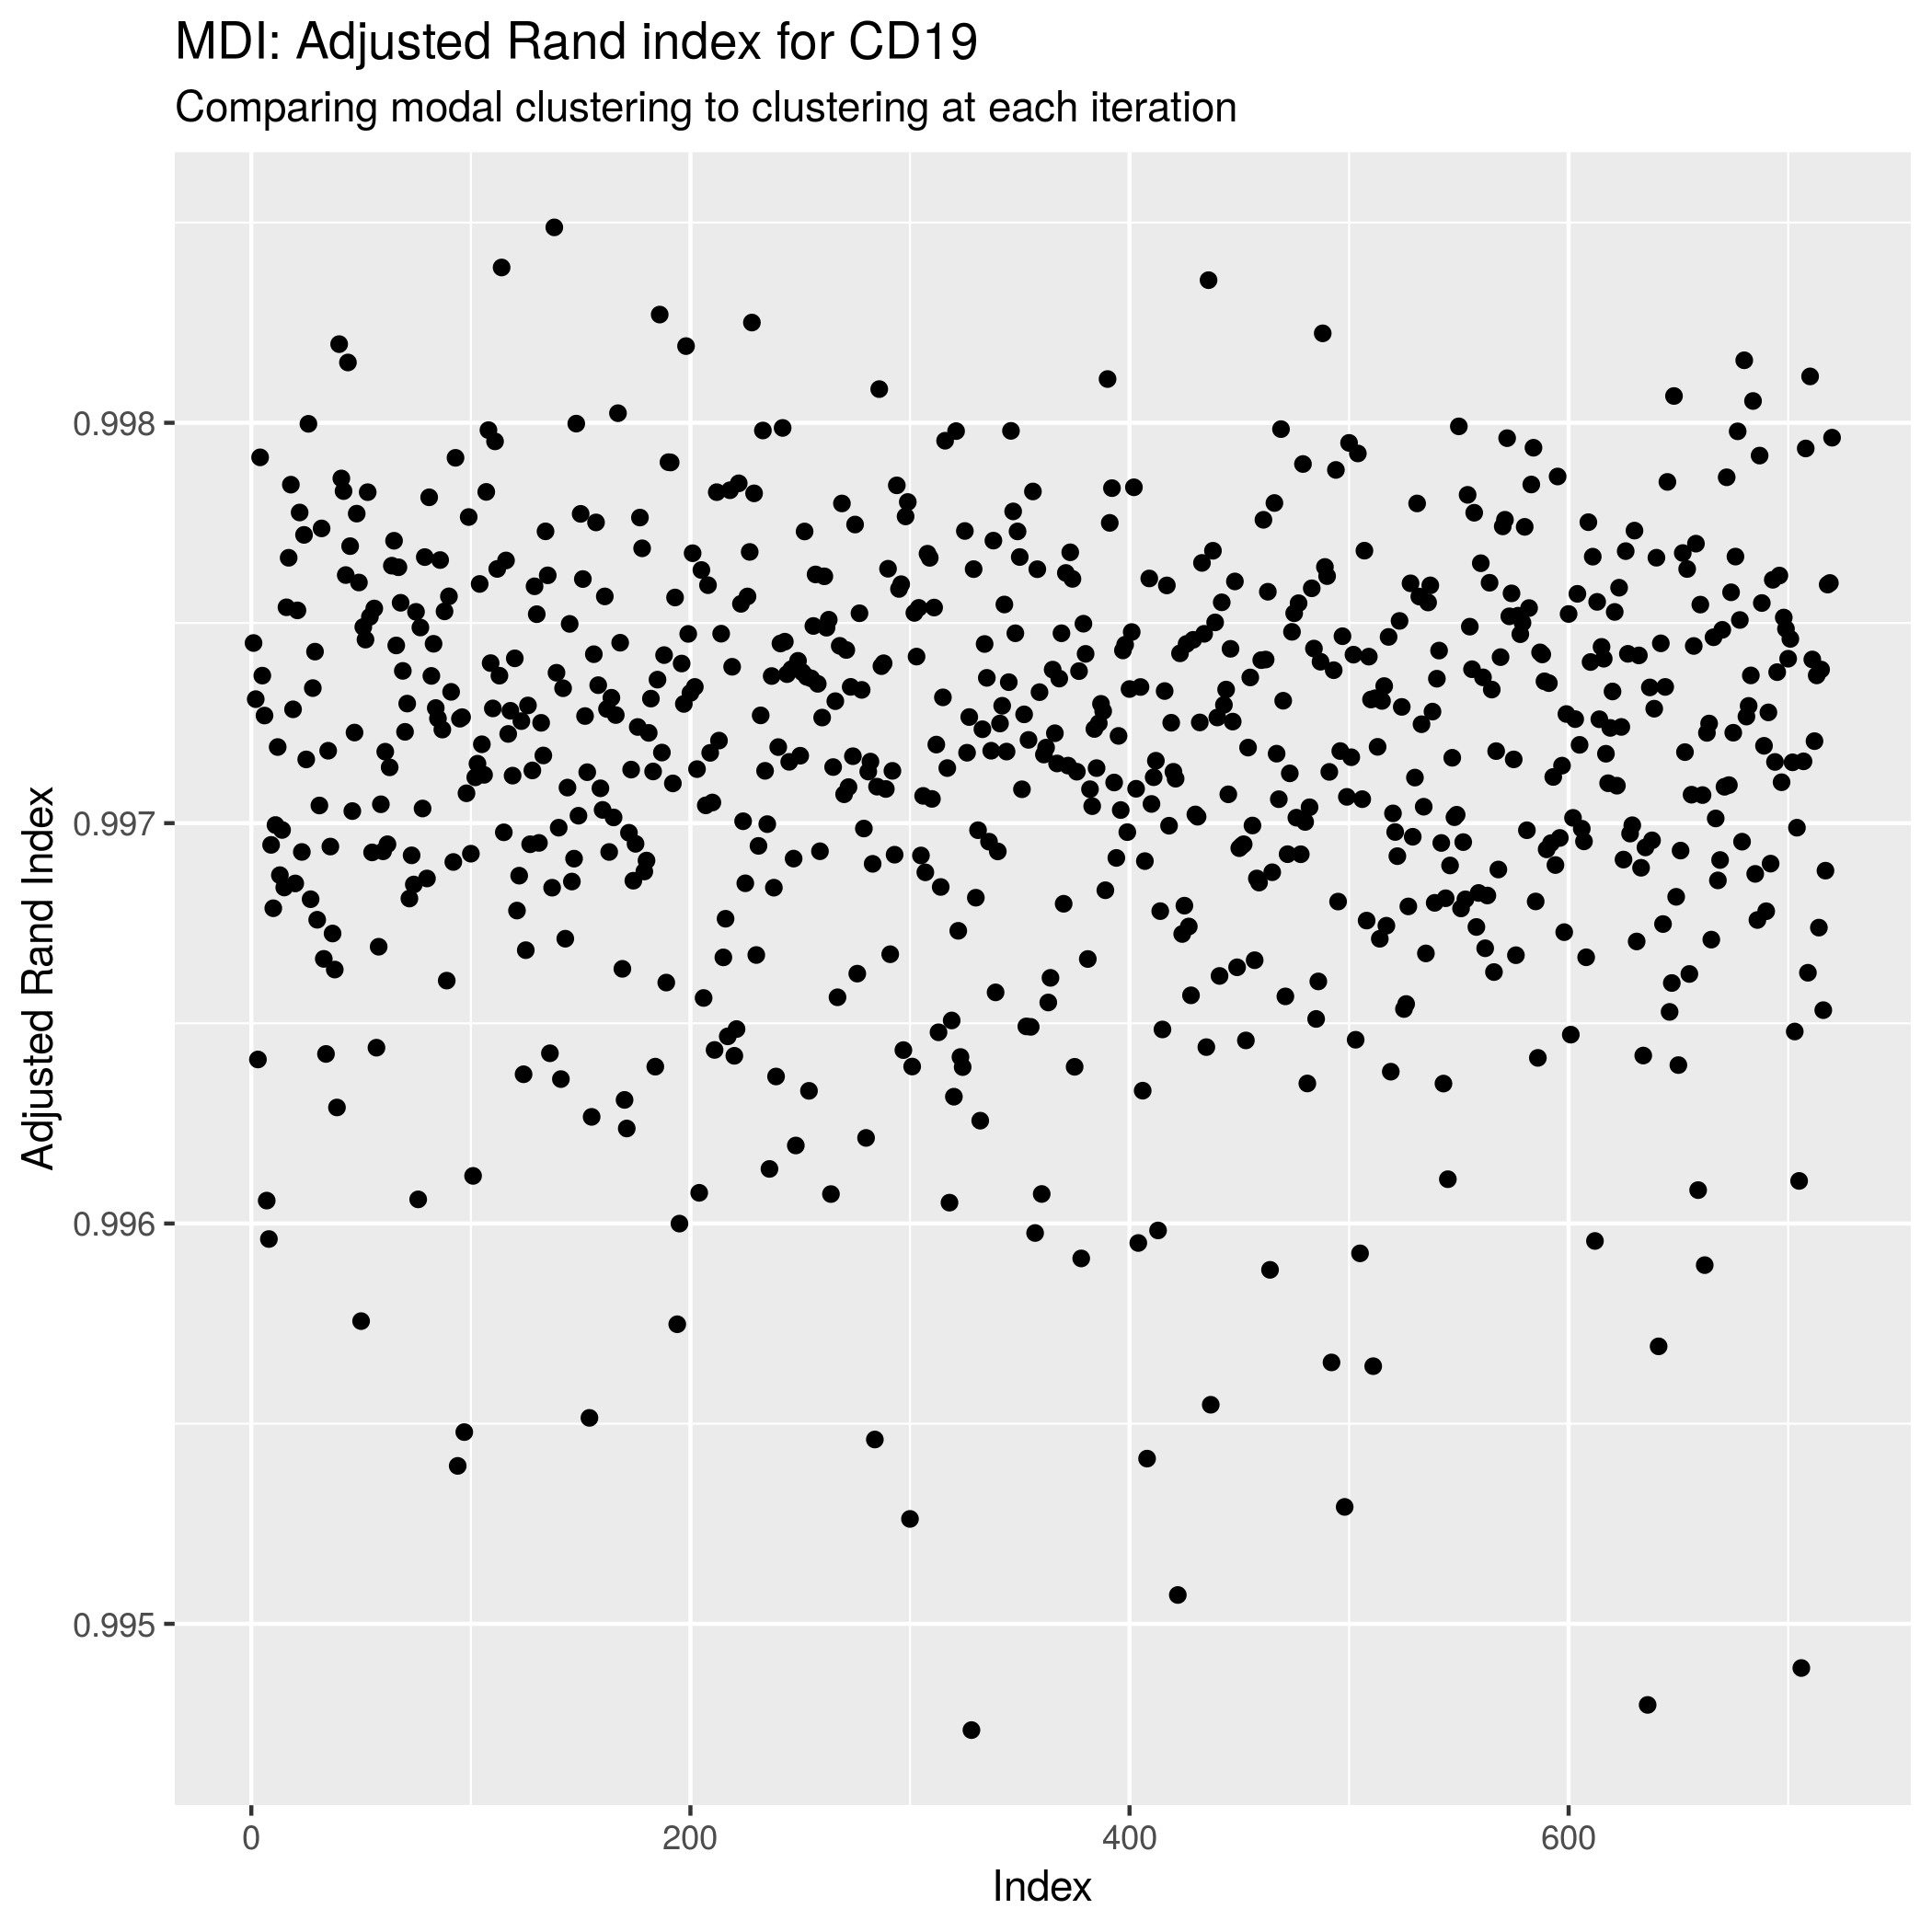 MDI: Adjusted Rand index for CD19
Comparing modal clustering to clustering at each iteration
Adjusted Rand Index
0.998
0.997
0.996
0.995
0
200
400
600
Index